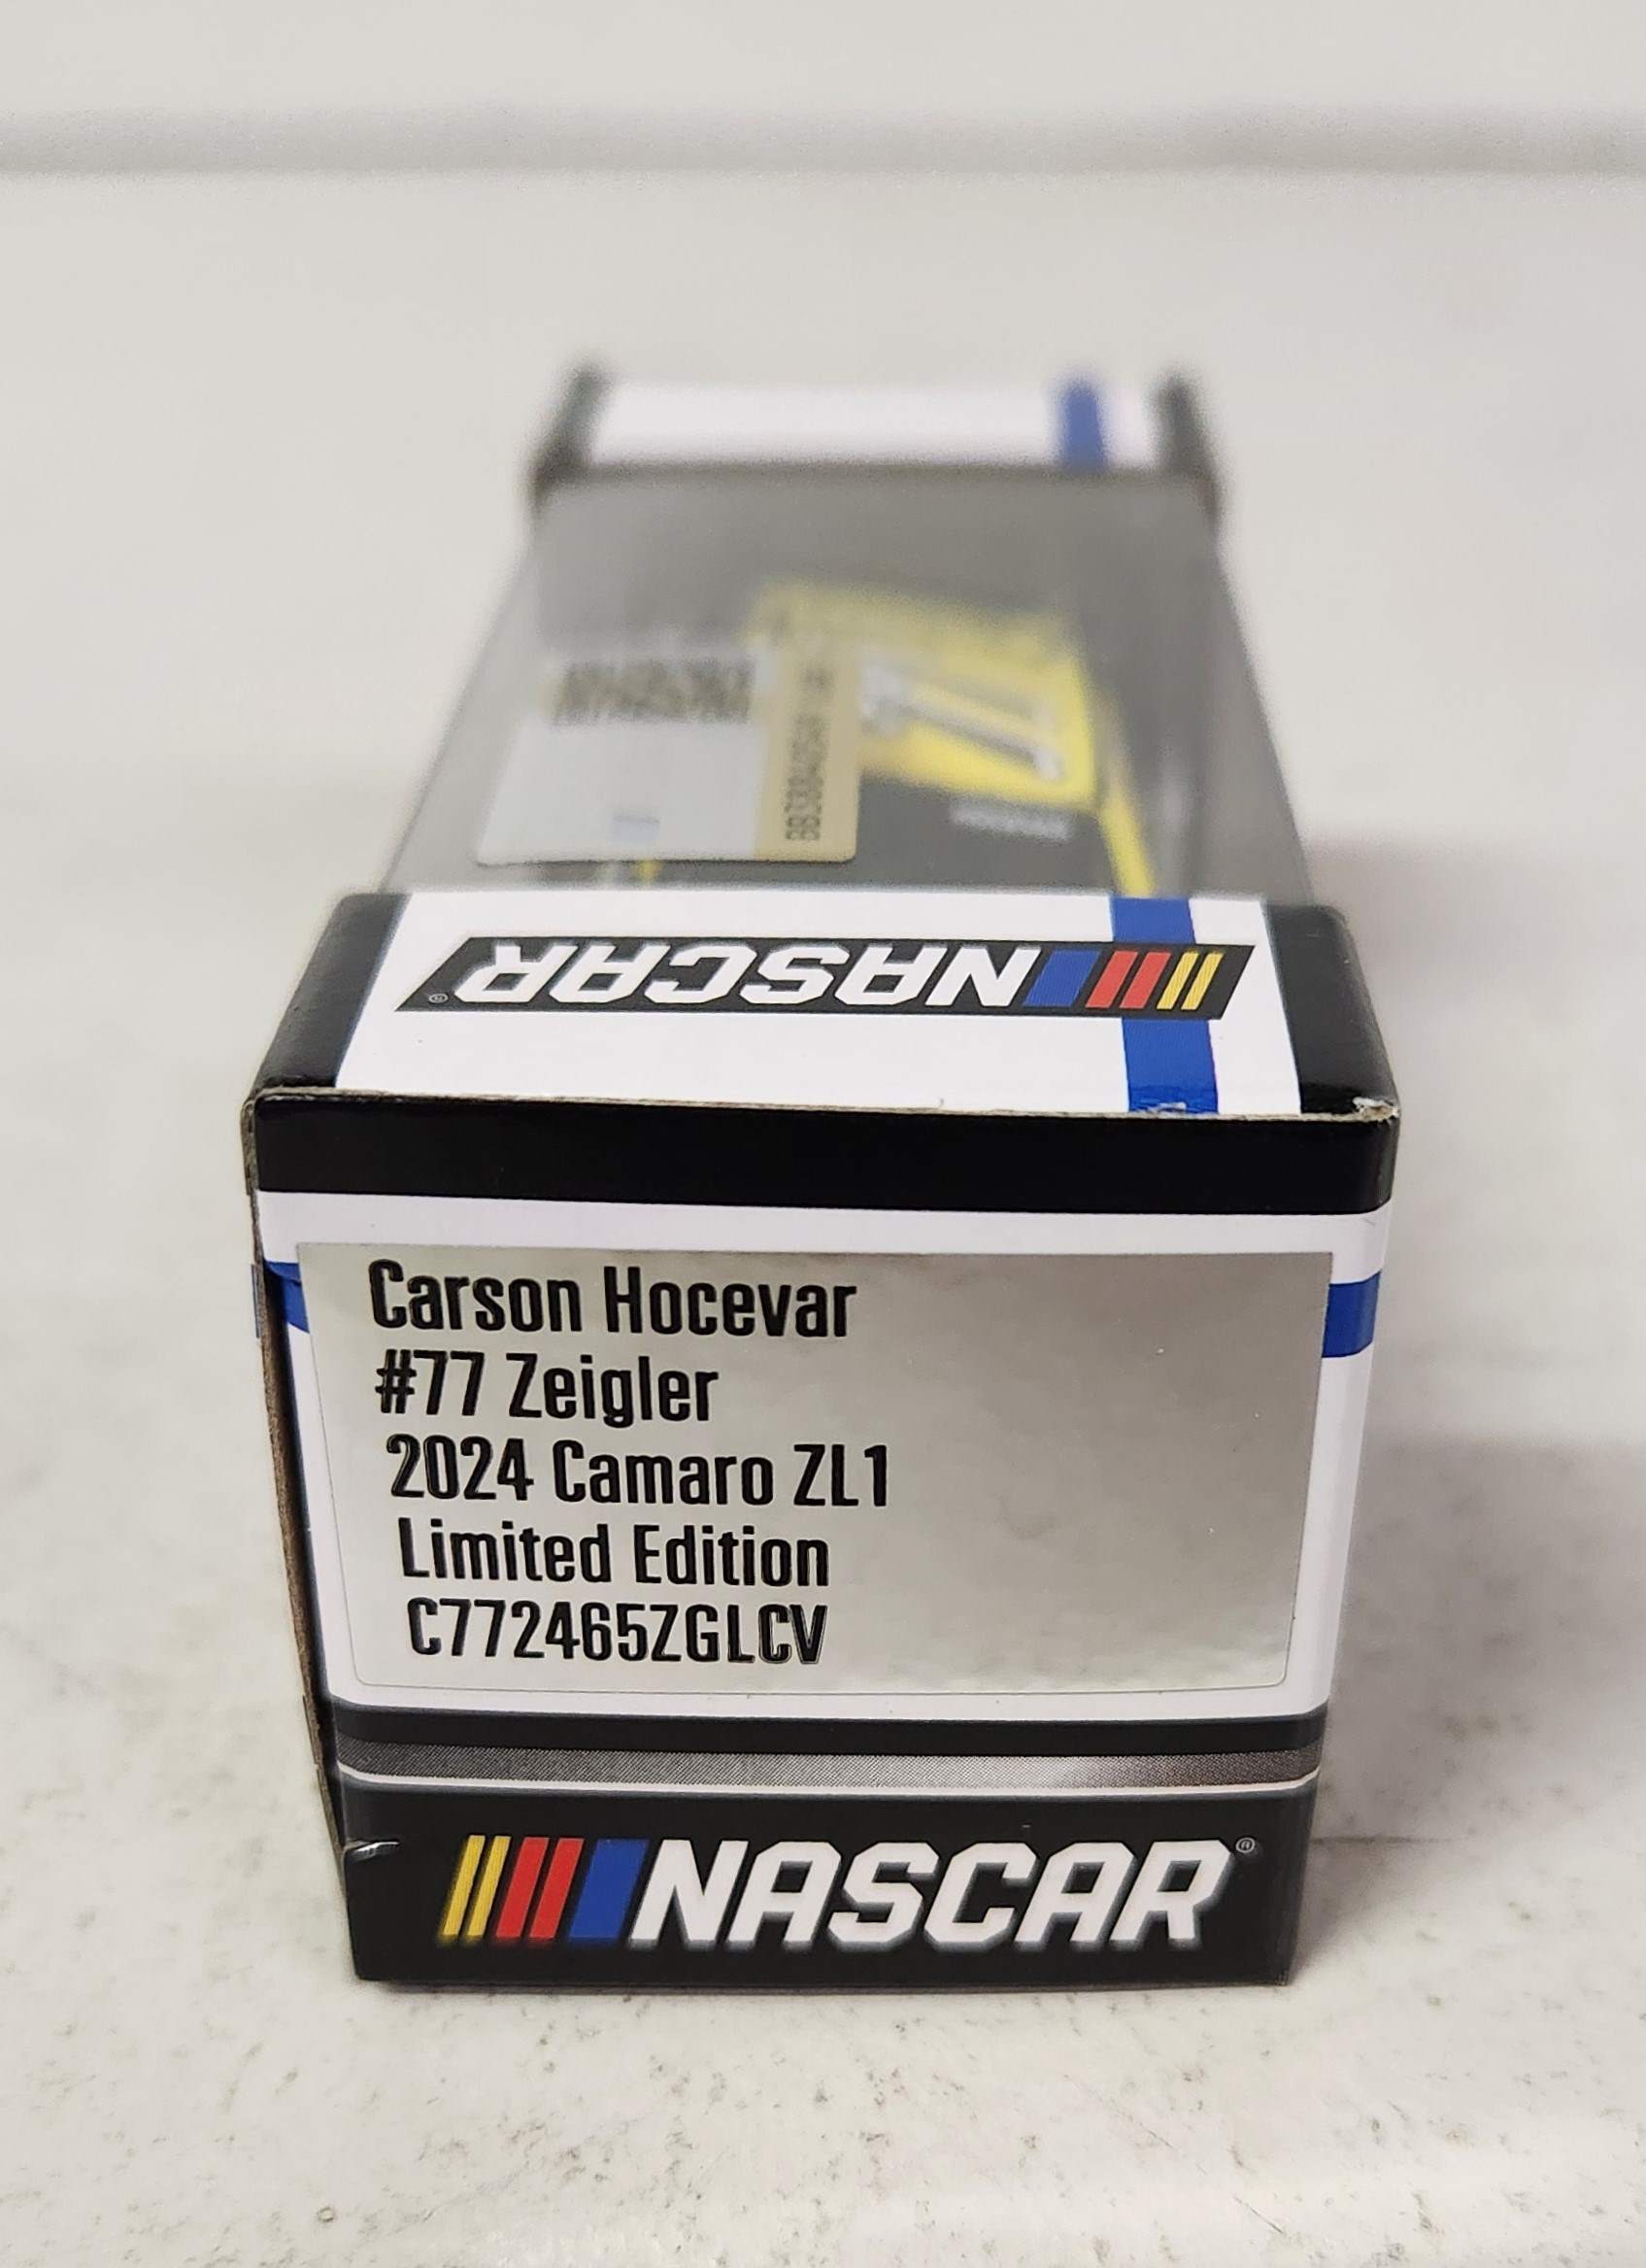 NASCAR®
Carson Hocevar
#77 Zeigler
2024 Camaro ZL1
Limited Edition
C772465ZGLCV
NASCAR®